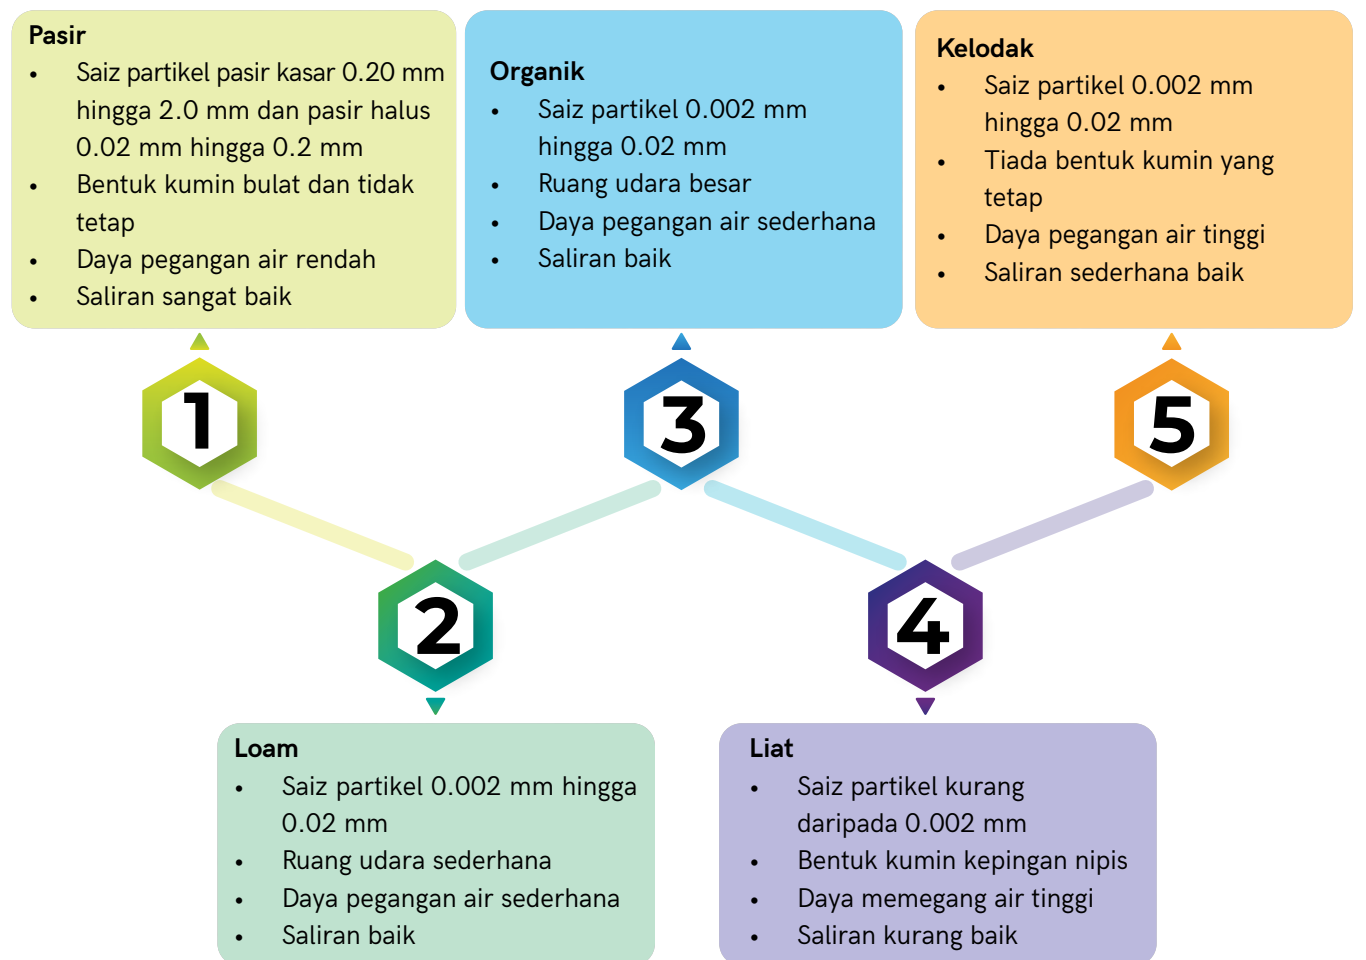 Pasir
• Saiz partikel pasir kasar 0.20 mm
hingga 2.0 mm dan pasir halus
0.02 mm hingga 0.2 mm
• Bentuk kumin bulat dan tidak
tetap
• Daya pegangan air rendah
• Saliran sangat baik
Organik
• Saiz partikel 0.002 mm
hingga 0.02 mm
• Ruang udara besar
• Daya pegangan air sederhana
• Saliran baik
Kelodak
• Saiz partikel 0.002 mm
hingga 0.02 mm
• Tiada bentuk kumin yang
tetap
• Daya pegangan air tinggi
• Saliran sederhana baik
1
3
5
2
4
Loam
• Saiz partikel 0.002 mm hingga
0.02 mm
• Ruang udara sederhana
• Daya pegangan air sederhana
• Saliran baik
Liat
• Saiz partikel kurang
daripada 0.002 mm
• Bentuk kumin kepingan nipis
• Daya memegang air tinggi
• Saliran kurang baik